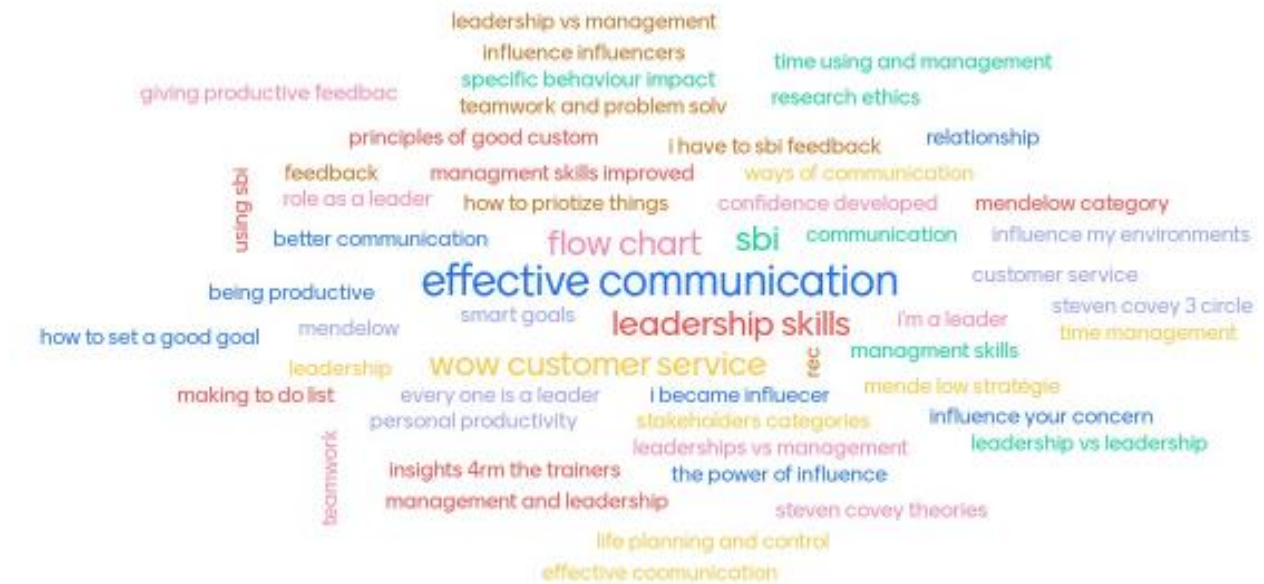 leadership vs management
influence influencers
time using and management
specific behaviour impact
giving productive feedbac
research ethics
teamwork and problem solv
principles of good custom
i have to sbi feedback
relationship
using sbi
feedback
managment skills improved
ways of communication
role as a leader
how to priotize things
confidence developed
mendelow category
better communication
flow chart
sbi
communication
influence my environments
effective communication
customer service
being productive
smart goals
leadership skills
i'm a leader
steven covey 3 circle
how to set a good goal
mendelow
time management
leadership
wow customer service
rec
managment skills
making to do list
every one is a leader
i became influecer
mende low stratégie
personal productivity
stakeholders categories
influence your concern
teamwork
leaderships vs management
leadership vs leadership
insights 4rm the trainers
the power of influence
management and leadership
steven covey theories
life planning and control
effective coomunication